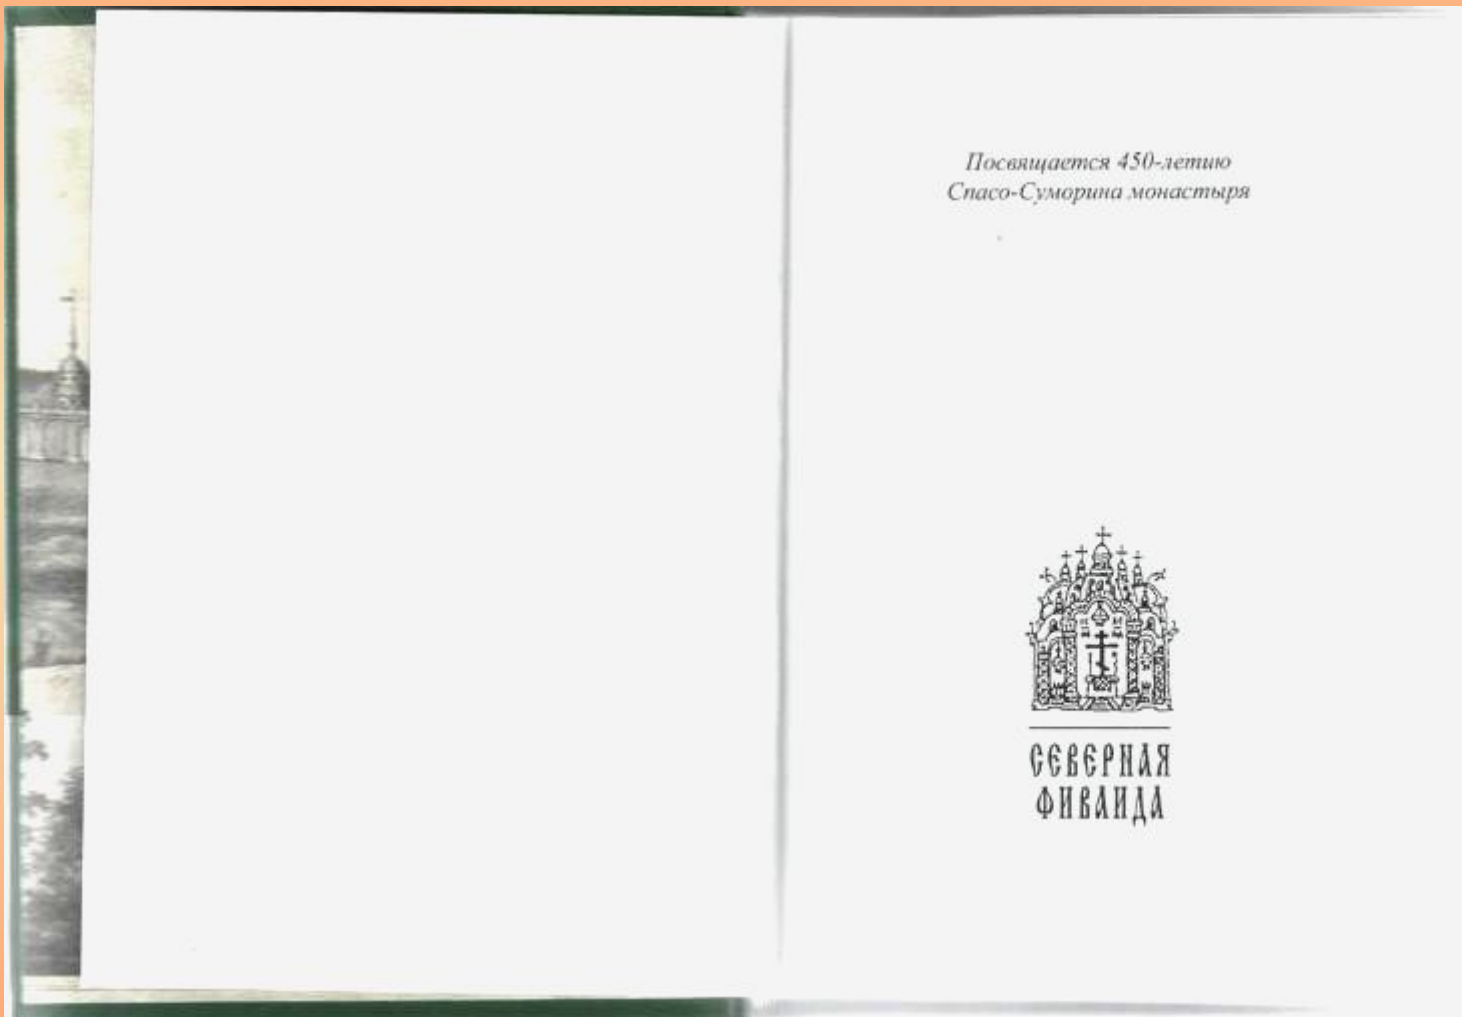 Посвящается 450-летию
Спасо-Суморина монастыря
СЕВЕРНАЯ
ФИВАИДА